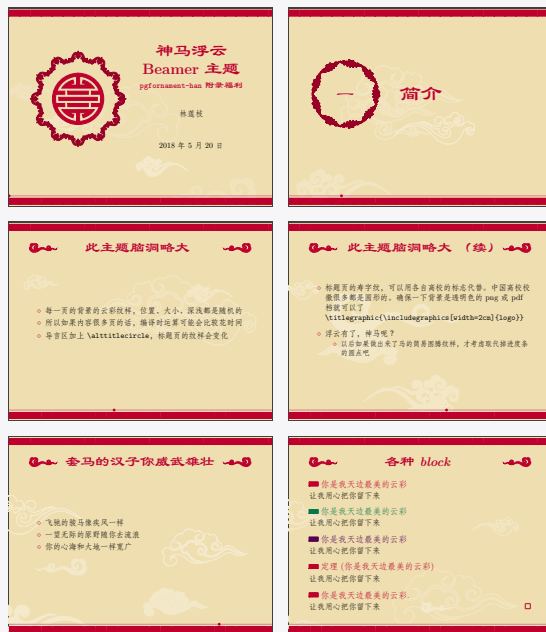 神马浮云
Beamer 主题
pgfornament-han 附录福利
林莲枝
2018 年 5 月 20 日
一
简介
此主题脑洞略大
每一页的背景的云彩纹样，位置、大小、深浅都是随机的
所以如果内容很多页的话，编译时运算可能会比较花时间
导言区加上 \alttitlecircle，标题页的纹样会变化
此主题脑洞略大 （续）
标题页的寿字纹，可以用各自高校的标志代替。中国高校校
徽很多都是圆形的。确保一下背景是透明色的 png 或 pdf
档就可以了
\titlegraphic{\includegraphics[width=2cm]{logo}}
浮云有了，神马呢？
以后如果做出来了马的简易图腾纹样，才考虑取代掉进度条
的圆点吧
套马的汉子你威武雄壮
飞驰的骏马像疾风一样
一望无际的原野随你去流浪
你的心海和大地一样宽广
各种 block
你是我天边最美的云彩
让我用心把你留下来
你是我天边最美的云彩
让我用心把你留下来
你是我天边最美的云彩
让我用心把你留下来
定理 (你是我天边最美的云彩)
让我用心把你留下来
你是我天边最美的云彩.
让我用心把你留下来